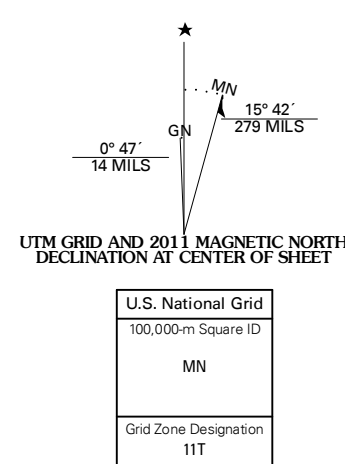 MN
15° 42´
279 MILS
GN
0° 47´
14 MILS
UTM GRID AND 2011 MAGNETIC NORTH
DECLINATION AT CENTER OF SHEET
U.S. National Grid
100,000-m Square ID
MN
Grid Zone Designation
11T